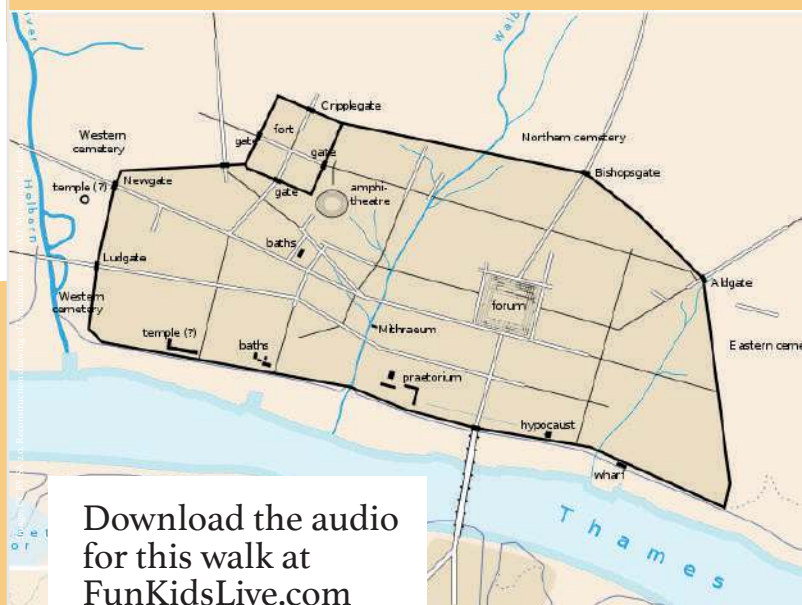 Western
cemetery
temple (?)
Newgate
Holborn
Ludgate
Western
cemetery
temple (?)
gate
fort
Cripplegate
gate
gate
amphi-
theatre
baths
baths
Mithraeum
praetorium
Northern cemetery
Bishopsgate
forum
Aldgate
Eastern
hypocaust
wharf
Thames
Download the audio
for this walk at
FunKidsLive.com